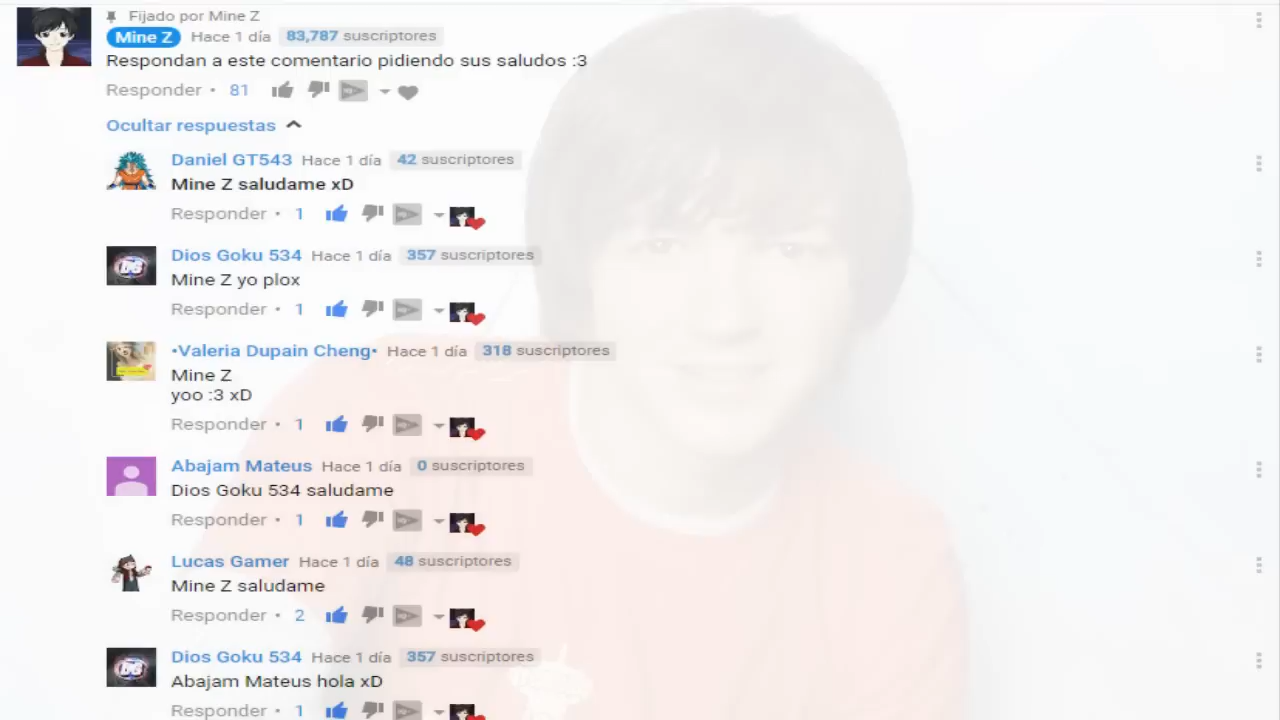 Fijado por Mine Z
Mine Z Hace 1 día 83,787 suscriptores
Respondan a este comentario pidiendo sus saludos :3
Responder • 81
Ocultar respuestas
Daniel GT543 Hace 1 día 42 suscriptores
Mine Z saludame xD
Responder • 1
Dios Goku 534 Hace 1 día 357 suscriptores
Mine Z yo plox
Responder • 1
•Valeria Dupain Cheng• Hace 1 día 318 suscriptores
Mine Z
yoo :3 xD
Responder • 1
Abajam Mateus Hace 1 día 0 suscriptores
Dios Goku 534 saludame
Responder • 1
Lucas Gamer Hace 1 día 48 suscriptores
Mine Z saludame
Responder • 2
Dios Goku 534 Hace 1 día 357 suscriptores
Abajam Mateus hola xD
Responder • 1